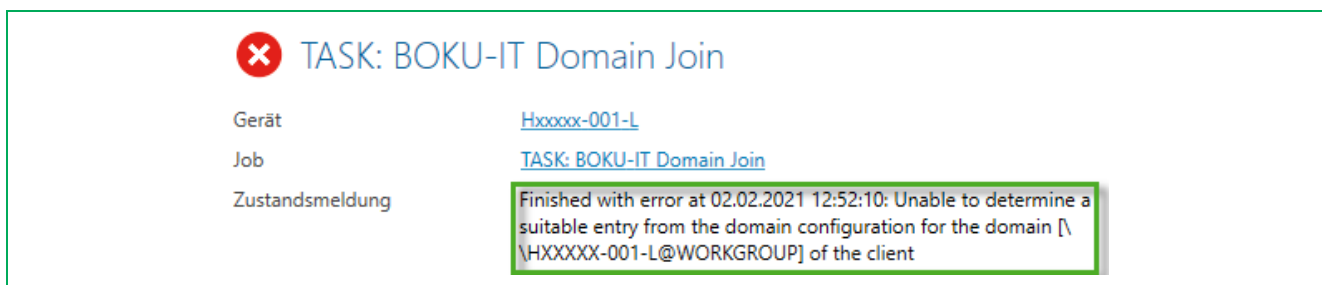 TASK: BOKU-IT Domain Join
Gerät Hxxxxx-001-L
Job TASK: BOKU-IT Domain Join
Zustandsmeldung Finished with error at 02.02.2021 12:52:10: Unable to determine a
suitable entry from the domain configuration for the domain [\
\HXXXXX-001-L@WORKGROUP] of the client